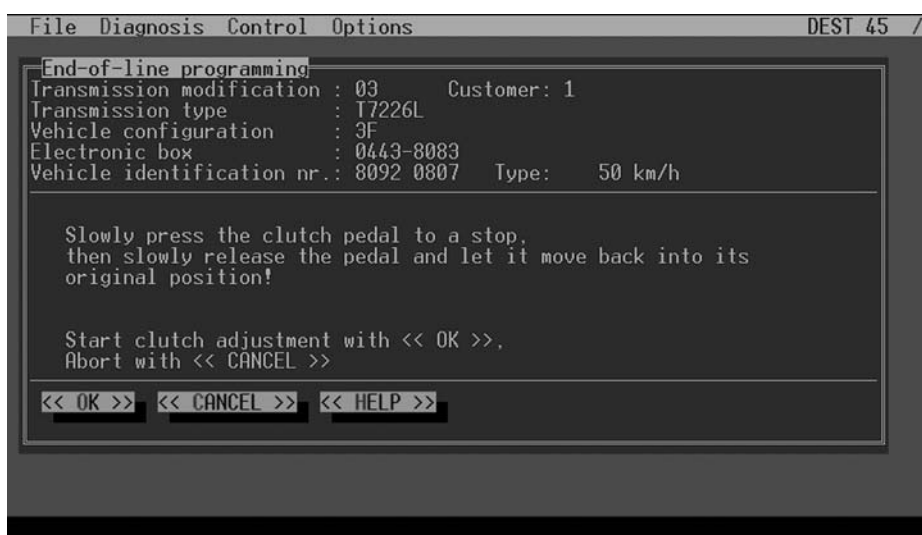 File Diagnosis Control Options DEST 45 /
End-of-line programming
Transmission modification : 03 Customer: 1
Transmission type : T7226L
Vehicle configuration : 3F
Electronic box : 0443-8083
Vehicle identification nr.: 8092 0807 Type: 50 km/h
Slowly press the clutch pedal to a stop,
then slowly release the pedal and let it move back into its
original position!
Start clutch adjustment with << OK >>,
Abort with << CANCEL >>
<< OK >> << CANCEL >> << HELP >>